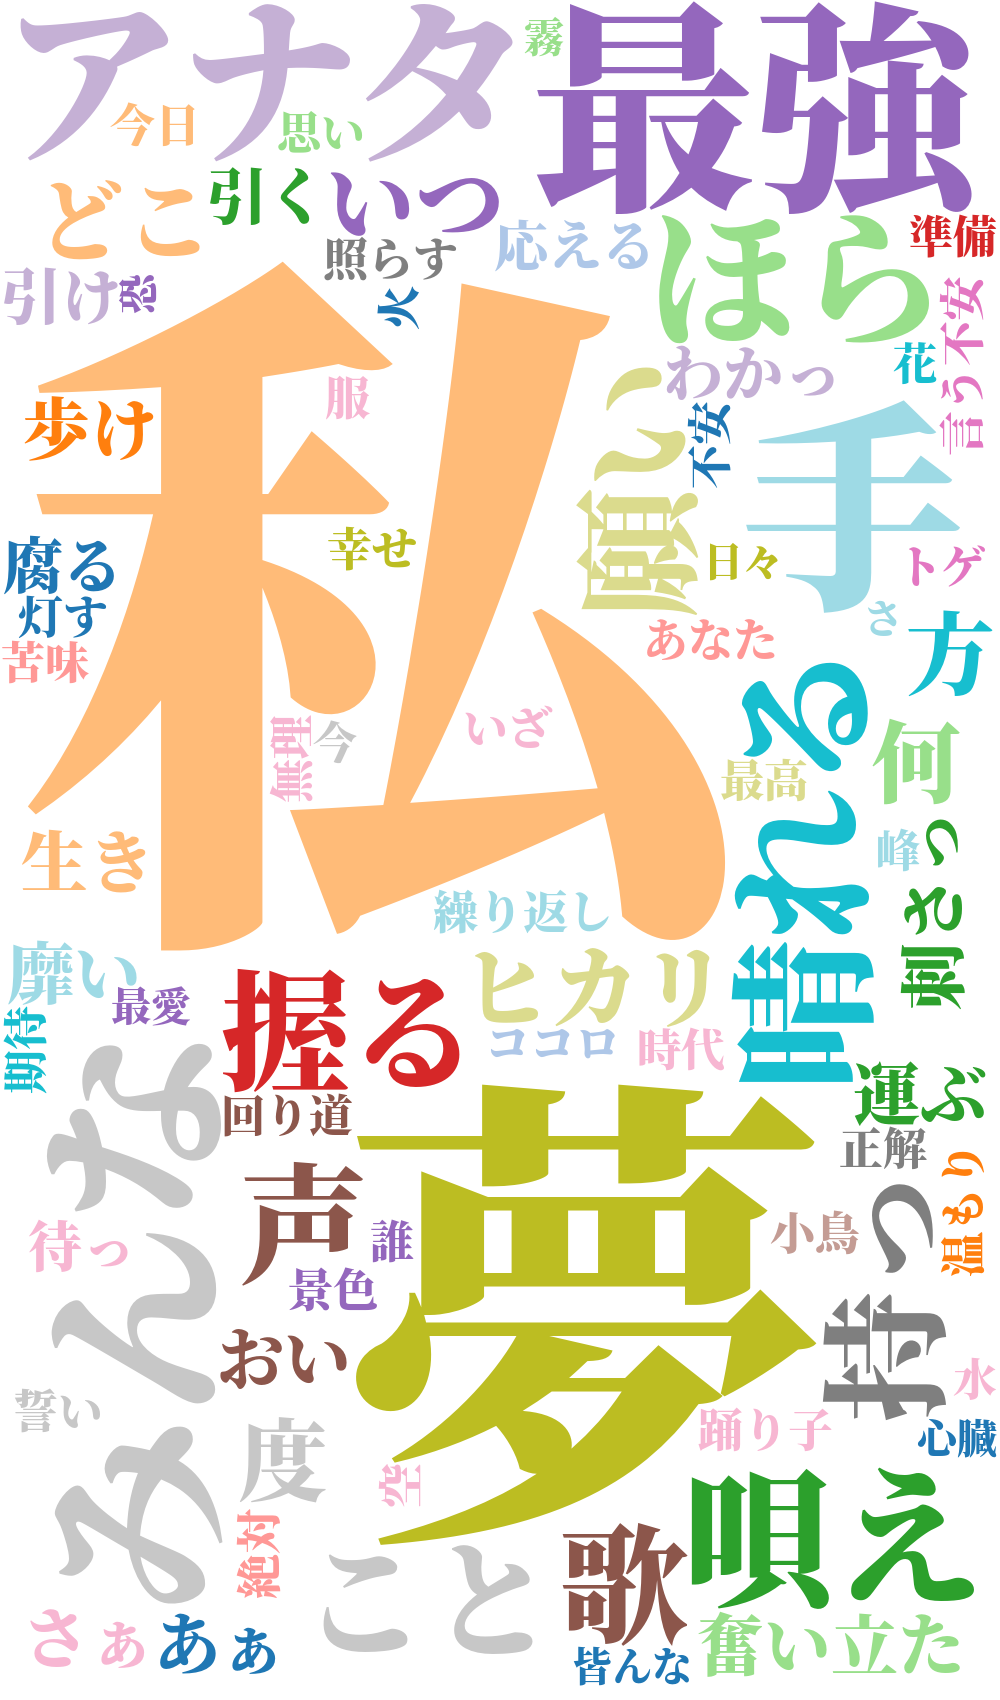 アナタ
霧
最強
今日
思い
どこ
引く
いつ
照らす
応える
ほら
準備
引け
恐
火
不安
言う
わかっ
花
服
歩け
願い
不安
手
腐る
幸せ
日々
トゲ
灯す
さ
苦味
あなた
方
私
無理
今
いざ
晴れる
最高
何
生き
峰
刺さっ
繰り返し
靡い
最愛
握る
ヒカリ
ココロ
時代
期待
みんな
回り道
運ぶ
正解
声
夢
誰
小鳥
温もり
待っ
景色
おい
持つ
誓い
度
空
踊り子
水
心臓
絶対
こと
歌
唄え
さぁ
あぁ
皆んな
奮い立た